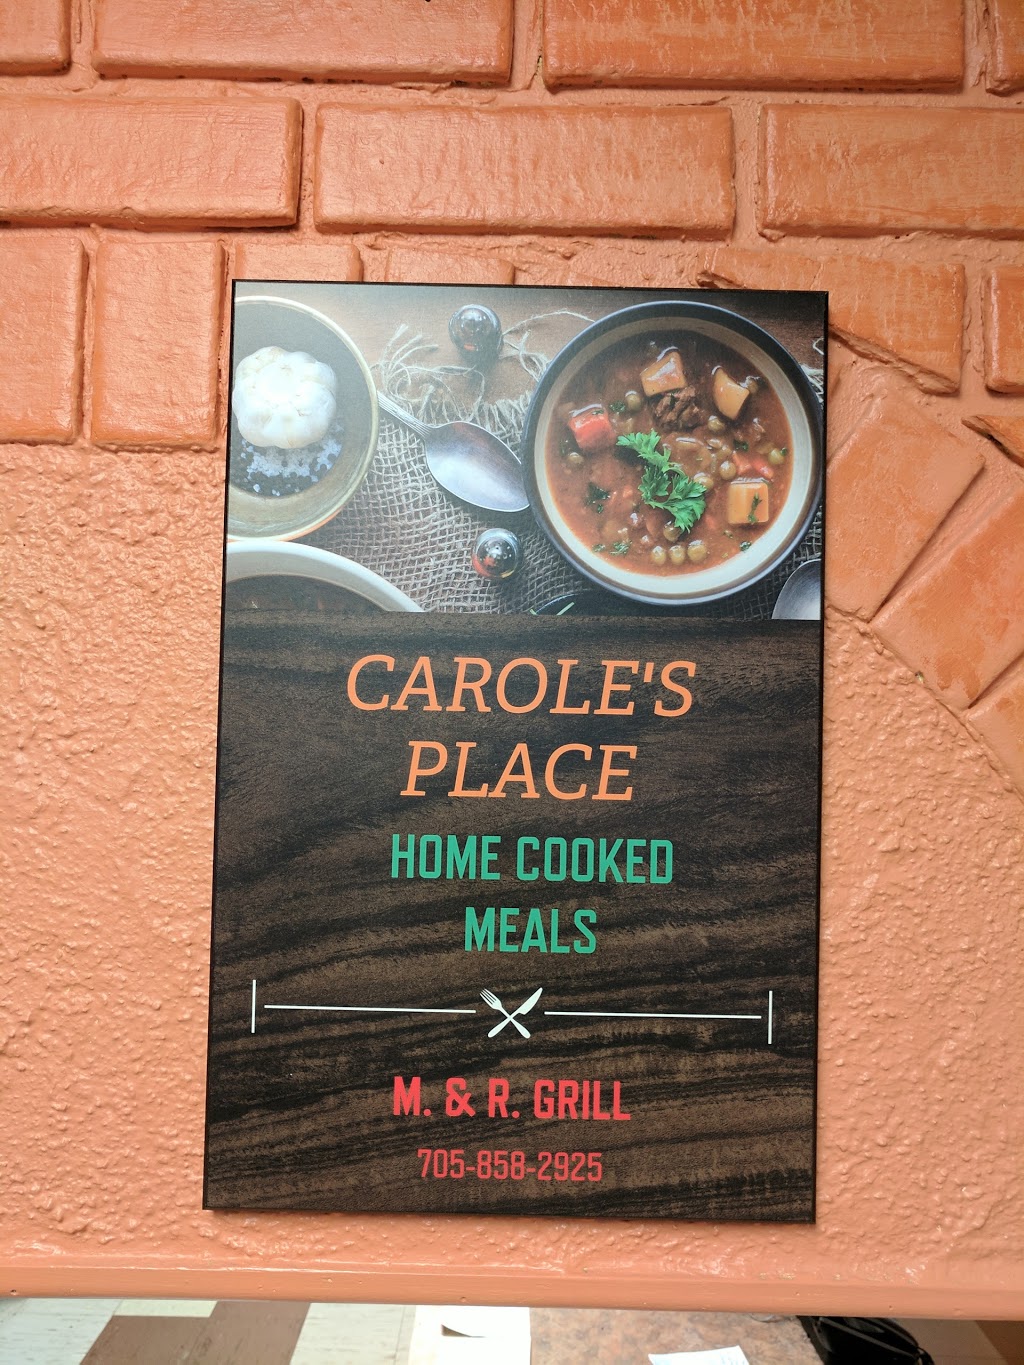 CAROLE'S
PLACE
HOME COOKED
MEALS
M. & R. GRILL
705-858-2925